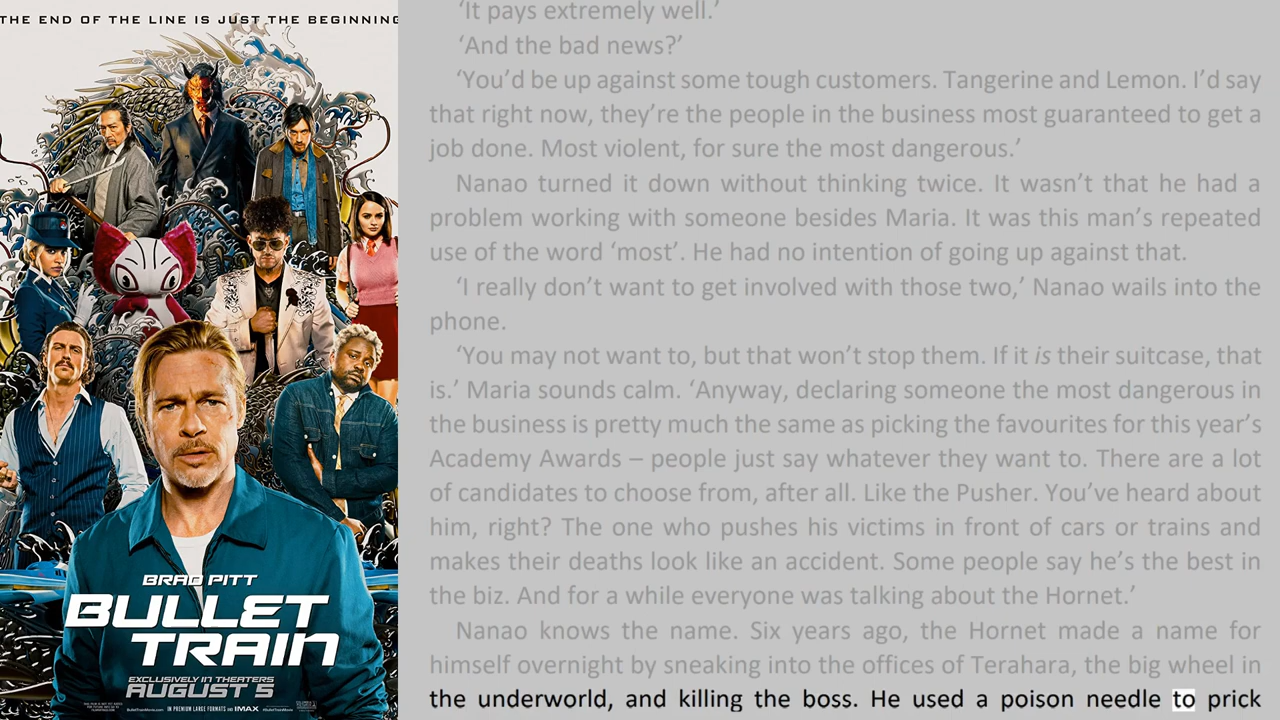 THE END OF THE LINE IS JUST THE BEGINNING
BRAD PITT
BULLET
TRAIN
EXCLUSIVELY IN THEATERS
AUGUST 5
BulletTrainMovie.com IN PREMIUM LARGE FORMATS AND IMAX #BulletTrainMovie
‘It pays extremely well.’
‘And the bad news?’
‘You’d be up against some tough customers. Tangerine and Lemon. I’d say
that right now, they’re the people in the business most guaranteed to get a
job done. Most violent, for sure the most dangerous.’
Nanao turned it down without thinking twice. It wasn’t that he had a
problem working with someone besides Maria. It was this man’s repeated
use of the word ‘most’. He had no intention of going up against that.
‘I really don’t want to get involved with those two,’ Nanao wails into the
phone.
‘You may not want to, but that won’t stop them. If it is their suitcase, that
is.’ Maria sounds calm. ‘Anyway, declaring someone the most dangerous in
the business is pretty much the same as picking the favourites for this year’s
Academy Awards – people just say whatever they want to. There are a lot
of candidates to choose from, after all. Like the Pusher. You’ve heard about
him, right? The one who pushes his victims in front of cars or trains and
makes their deaths look like an accident. Some people say he’s the best in
the biz. And for a while everyone was talking about the Hornet.’
Nanao knows the name. Six years ago, the Hornet made a name for
himself overnight by sneaking into the offices of Terahara, the big wheel in
the underworld, and killing the boss. He used a poison needle to prick